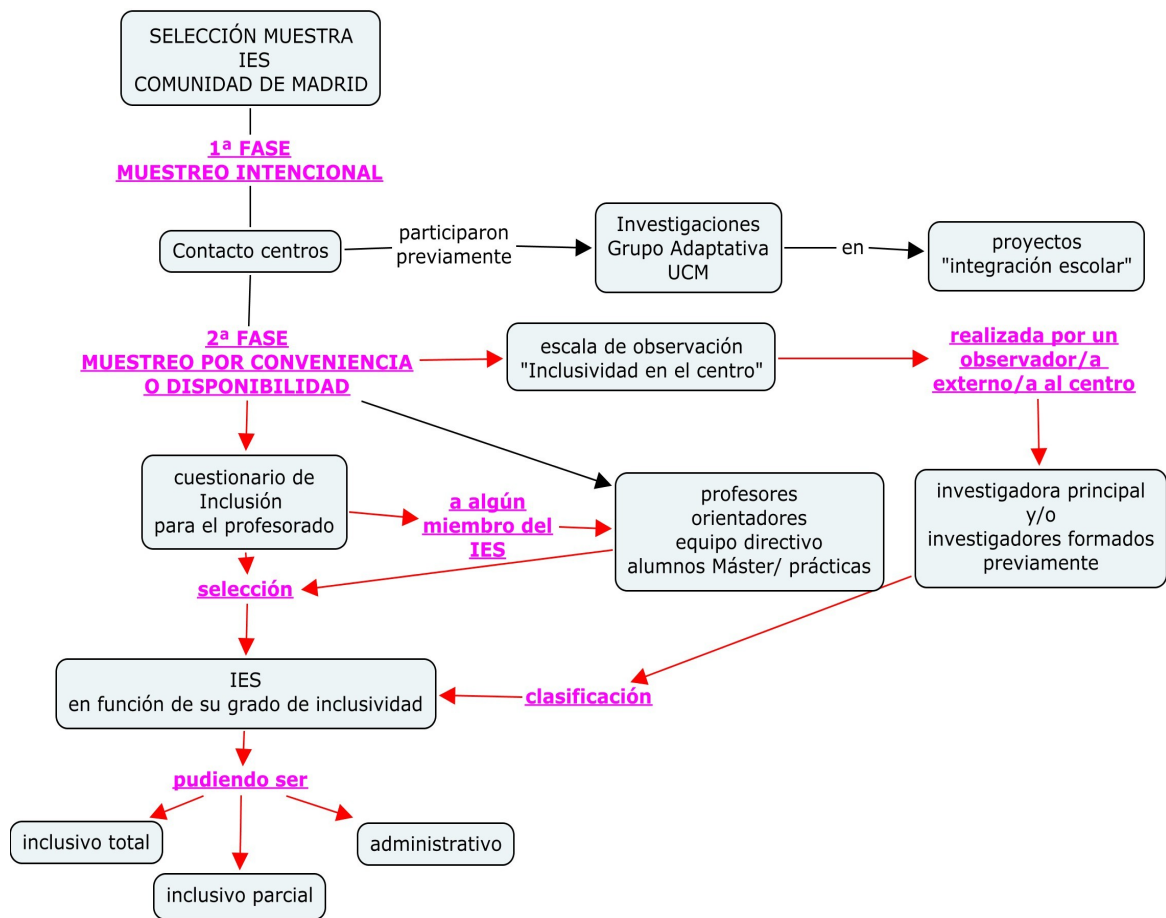 SELECCIÓN MUESTRA
IES
COMUNIDAD DE MADRID
1ª FASE
MUESTREO INTENCIONAL
Contacto centros
participaron
previamente
Investigaciones
Grupo Adaptativa
UCM
en
proyectos
"integración escolar"
2ª FASE
MUESTREO POR CONVENIENCIA
O DISPONIBILIDAD
escala de observación
"Inclusividad en el centro"
realizada por un
observador/a
externo/a al centro
cuestionario de
Inclusión
para el profesorado
a algún
miembro del
IES
profesores
orientadores
equipo directivo
alumnos Máster/ prácticas
investigadora principal
y/o
investigadores formados
previamente
selección
IES
en función de su grado de inclusividad
clasificación
pudiendo ser
inclusivo total
administrativo
inclusivo parcial